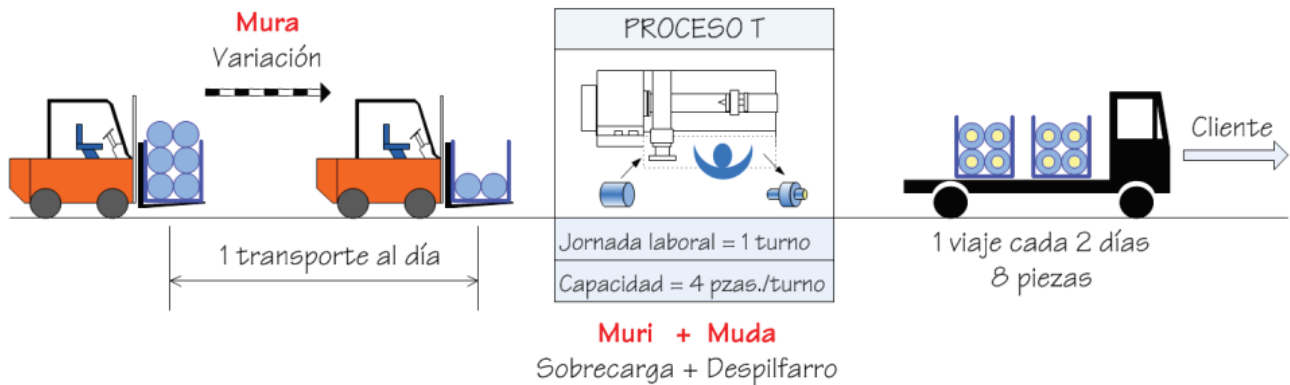 Mura
Variación
PROCESO T
Cliente
1 transporte al día
Jornada laboral = 1 turno
Capacidad = 4 pzas./turno
1 viaje cada 2 días
8 piezas
Muri + Muda
Sobrecarga + Despilfarro